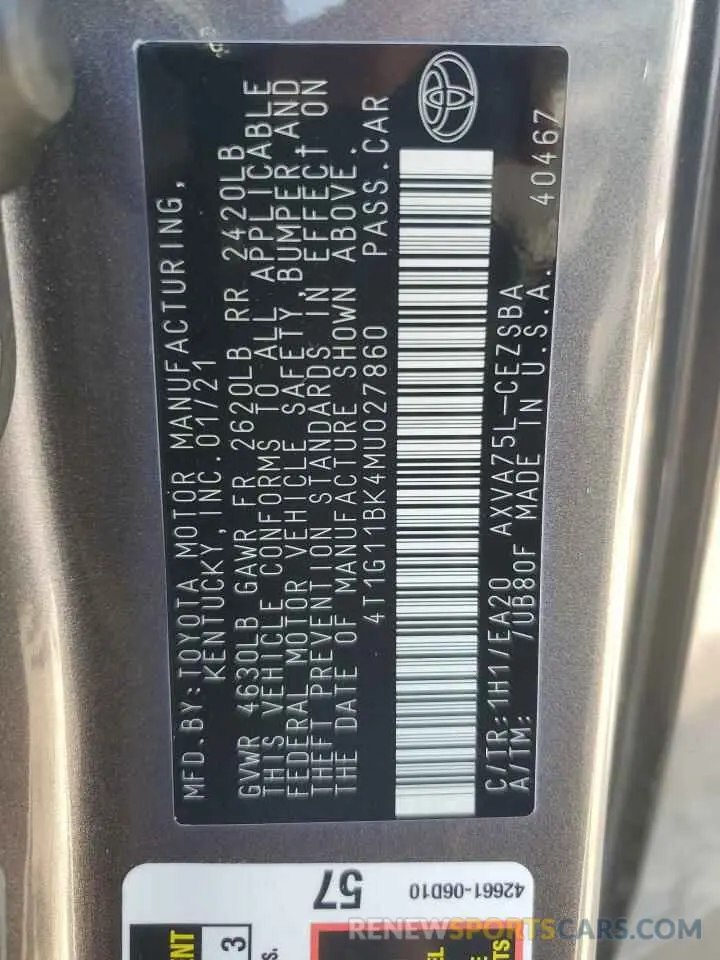 MFD.BY:TOYOTA MOTOR MANUFACTURING,
KENTUCKY, INC.01/21
GVWR 4630LB GAWR FR 2620LB RR 2420LB
THIS VEHICLE CONFORMS TO ALL APPLICABLE
FEDERAL MOTOR VEHICLE SAFETY, BUMPER, AND
THEFT PREVENTION STANDARDS IN EFFECT ON
THE DATE OF MANUFACTURE SHOWN ABOVE.
4T1G11BK4MU027860 PASS.CAR
C/TR:1H1/EA20 AXVA75L-CEZSBA
A/TM: /UB80F MADE IN U.S.A. 40467
57
42661-06D10
3
RENEWSPORTSCARS.COM